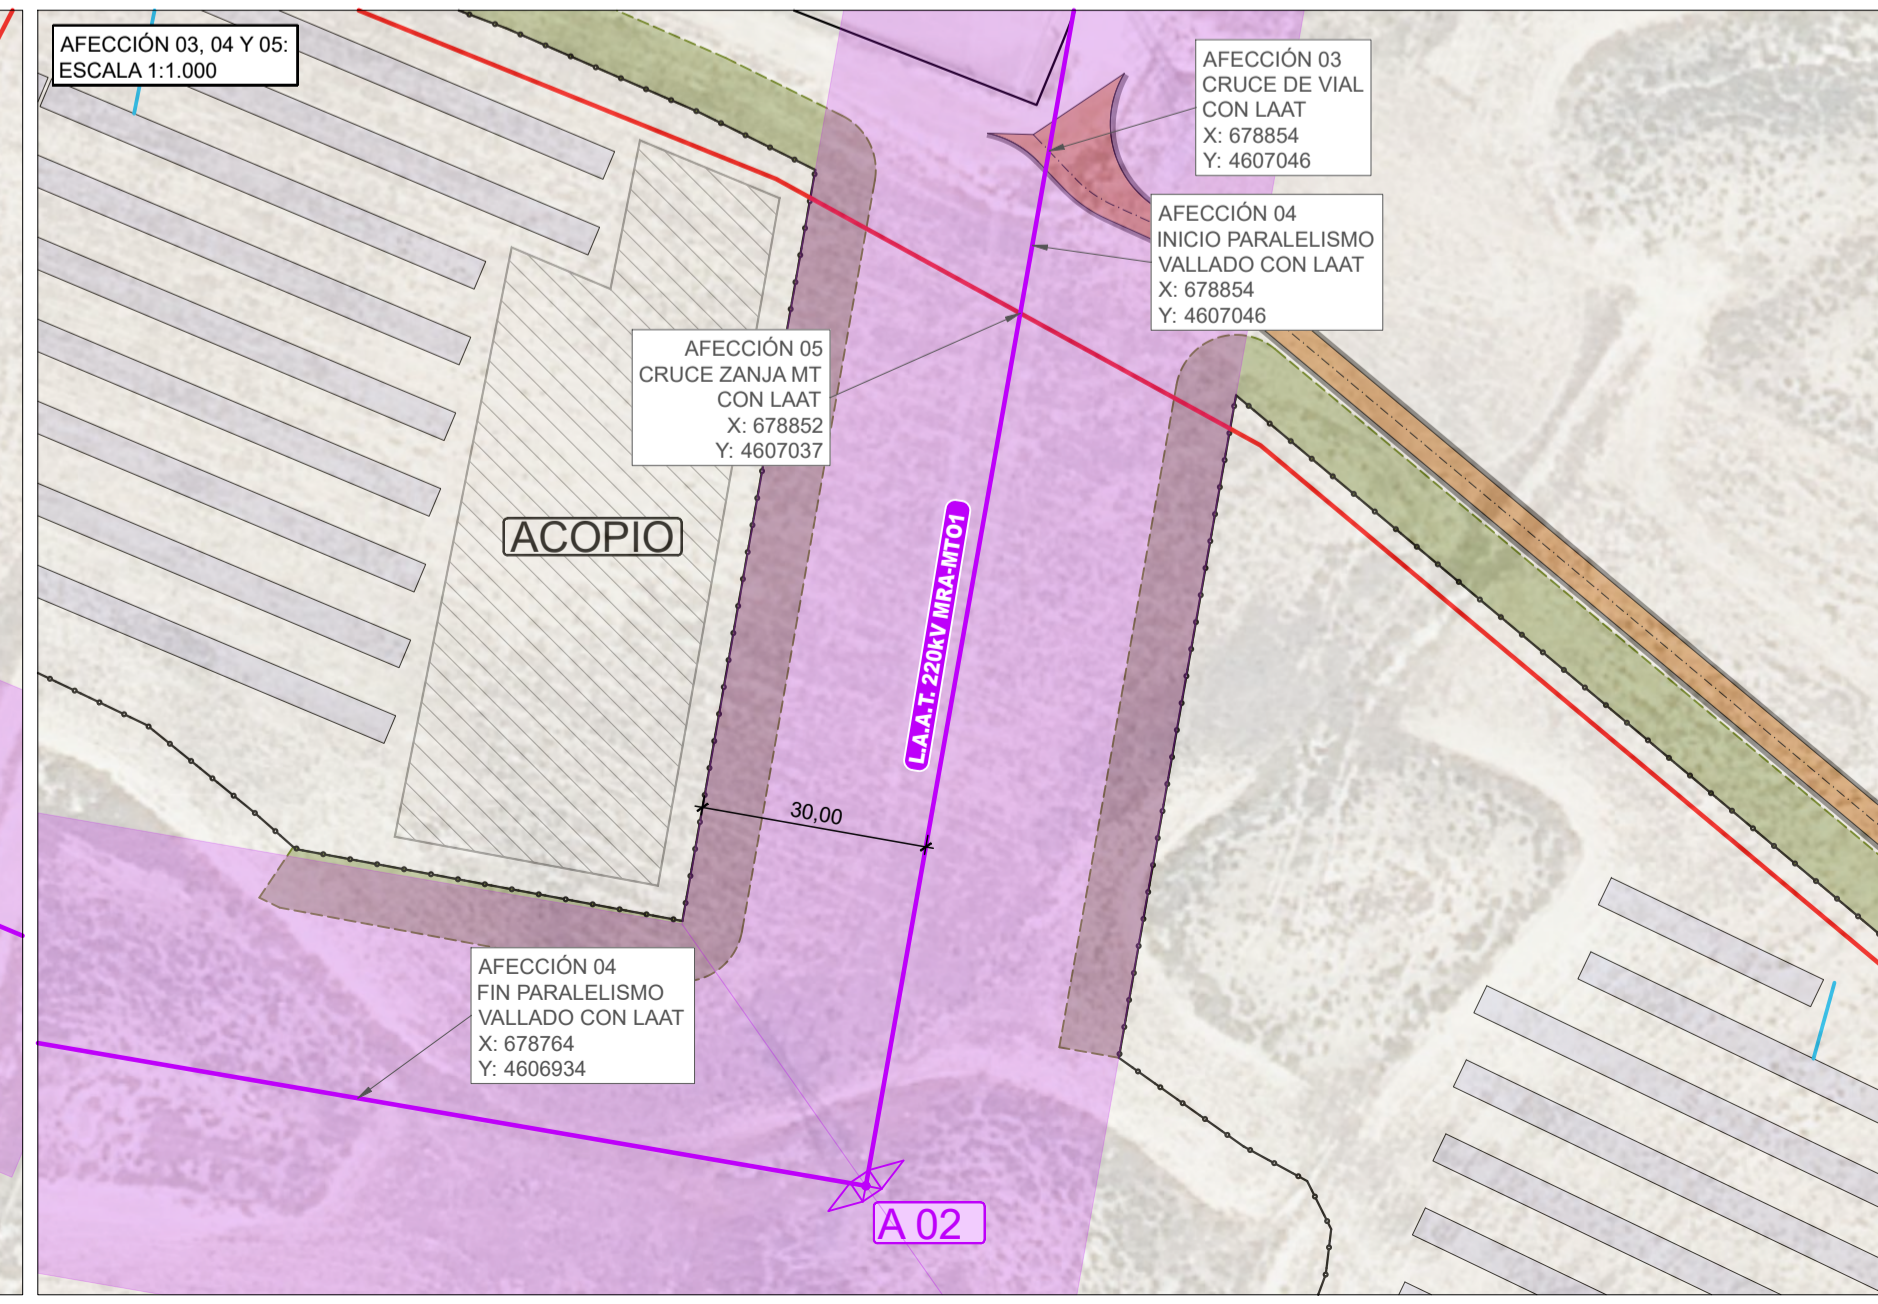 AFECCIÓN 03, 04 Y 05:
ESCALA 1:1.000
AFECCIÓN 03
CRUCE DE VIAL
CON LAAT
X: 678854
Y: 4607046
AFECCIÓN 04
INICIO PARALELISMO
VALLADO CON LAAT
X: 678854
Y: 4607046
AFECCIÓN 05
CRUCE ZANJA MT
CON LAAT
X: 678852
Y: 4607037
ACOPIO
L.A.A.T. 220kV MRA-MTO1
30,00
AFECCIÓN 04
FIN PARALELISMO
VALLADO CON LAAT
X: 678764
Y: 4606934
A 02